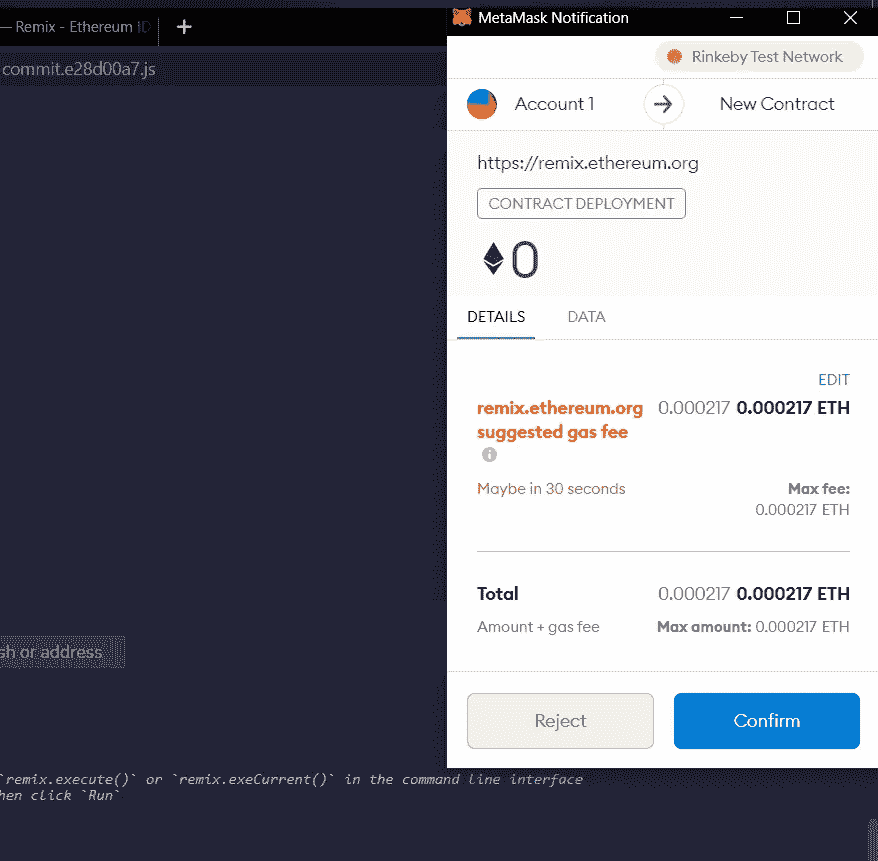 — Remix - Ethereum ID
+
MetaMask Notification
commit.e28d00a7.js
Rinkeby Test Network
Account 1
New Contract
https://remix.ethereum.org
CONTRACT DEPLOYMENT
0
DETAILS
DATA
EDIT
remix.ethereum.org 0.000217 0.000217 ETH
suggested gas fee
Maybe in 30 seconds
Max fee:
0.000217 ETH
Total 0.000217 0.000217 ETH
Amount + gas fee Max amount: 0.000217 ETH
sh or address
Reject
Confirm
`remix.execute()` or `remix.exeCurrent()` in the command line interface
hen click `Run`